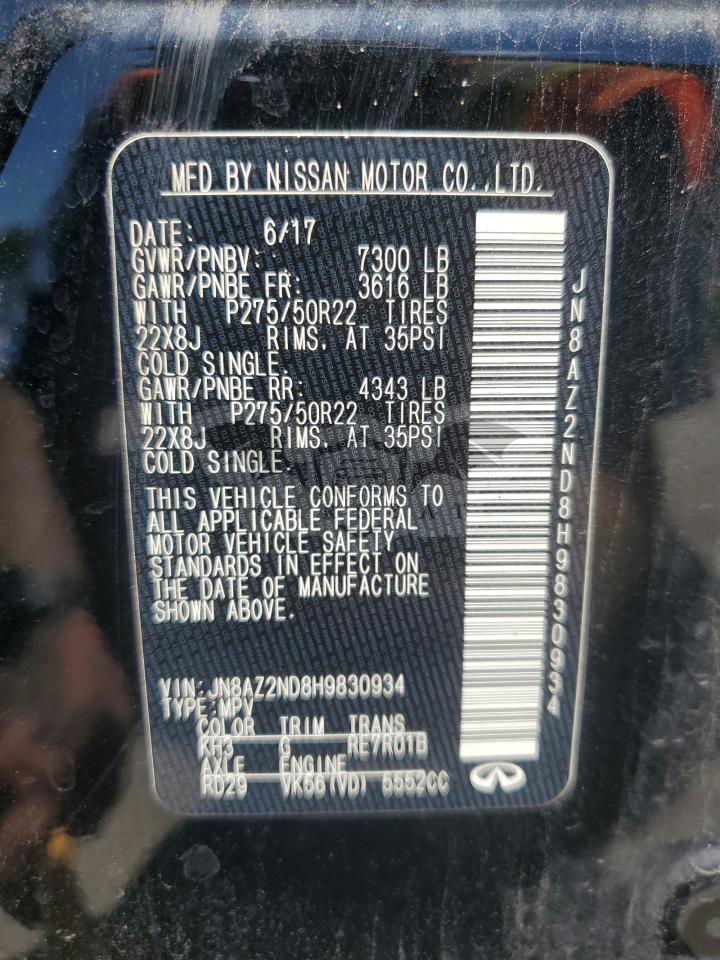 MFD BY NISSAN MOTOR CO.,LTD.
DATE: 6/17
GVWR/PNBV: 7300 LB
GAWR/PNBE FR: 3616 LB
WITH P275/50R22 TIRES
22X8J RIMS, AT 35PSI
COLD SINGLE.
GAWR/PNBE RR: 4343 LB
WITH P275/50R22 TIRES
22X8J RIMS, AT 35PSI
COLD SINGLE.
THIS VEHICLE CONFORMS TO
ALL APPLICABLE FEDERAL
MOTOR VEHICLE SAFETY
STANDARDS IN EFFECT ON
THE DATE OF MANUFACTURE
SHOWN ABOVE.
VIN: JN8AZ2ND8H9830934
TYPE: MPV
COLOR TRIM TRANS
KH3 G RE7R01B
AXLE ENGINE
RD29 VK56(VD) 5552CC
JN8AZ2ND8H9830934